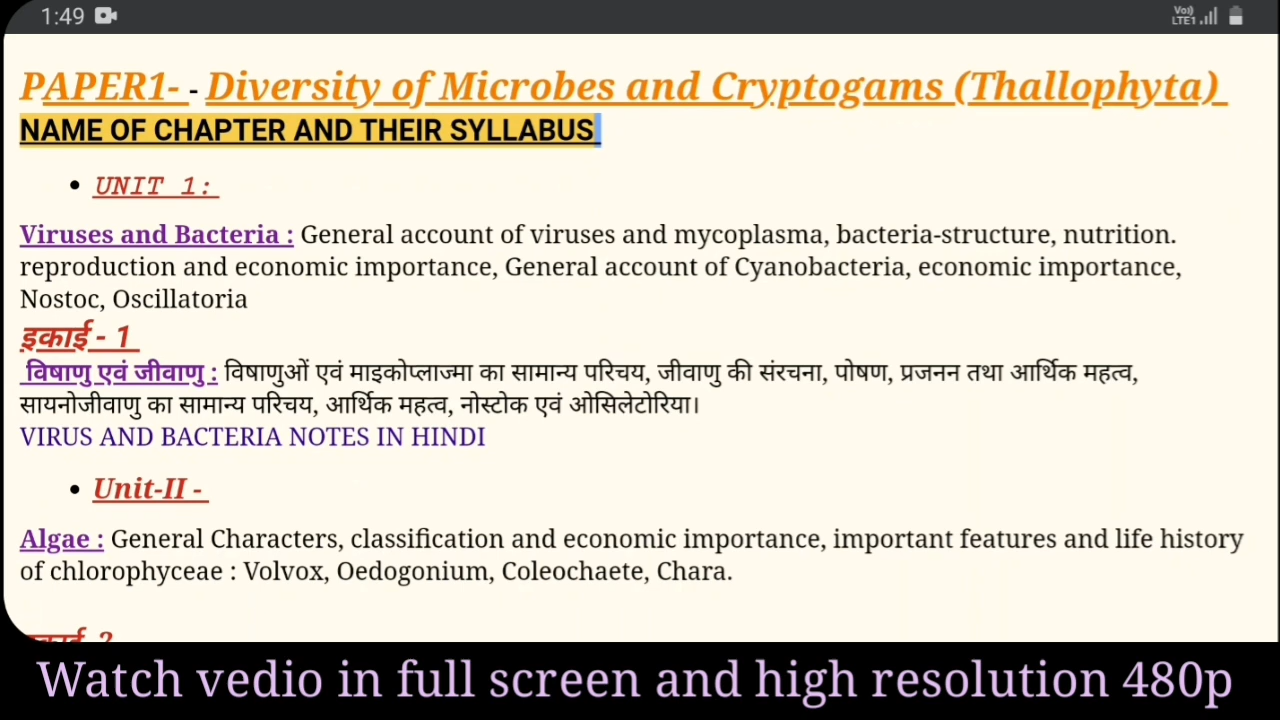 1:49
Vo)) LTE1
PAPER1- - Diversity of Microbes and Cryptogams (Thallophyta)
NAME OF CHAPTER AND THEIR SYLLABUS
• UNIT 1:
Viruses and Bacteria : General account of viruses and mycoplasma, bacteria-structure, nutrition.
reproduction and economic importance, General account of Cyanobacteria, economic importance,
Nostoc, Oscillatoria
इकाई - 1
विषाणु एवं जीवाणु : विषाणुओं एवं माइकोप्लाज्मा का सामान्य परिचय, जीवाणु की संरचना, पोषण, प्रजनन तथा आर्थिक महत्व,
सायनोजीवाणु का सामान्य परिचय, आर्थिक महत्व, नोस्टोक एवं ओसिलेटोरिया।
VIRUS AND BACTERIA NOTES IN HINDI
• Unit-II -
Algae : General Characters, classification and economic importance, important features and life history
of chlorophyceae : Volvox, Oedogonium, Coleochaete, Chara.
Watch vedio in full screen and high resolution 480p